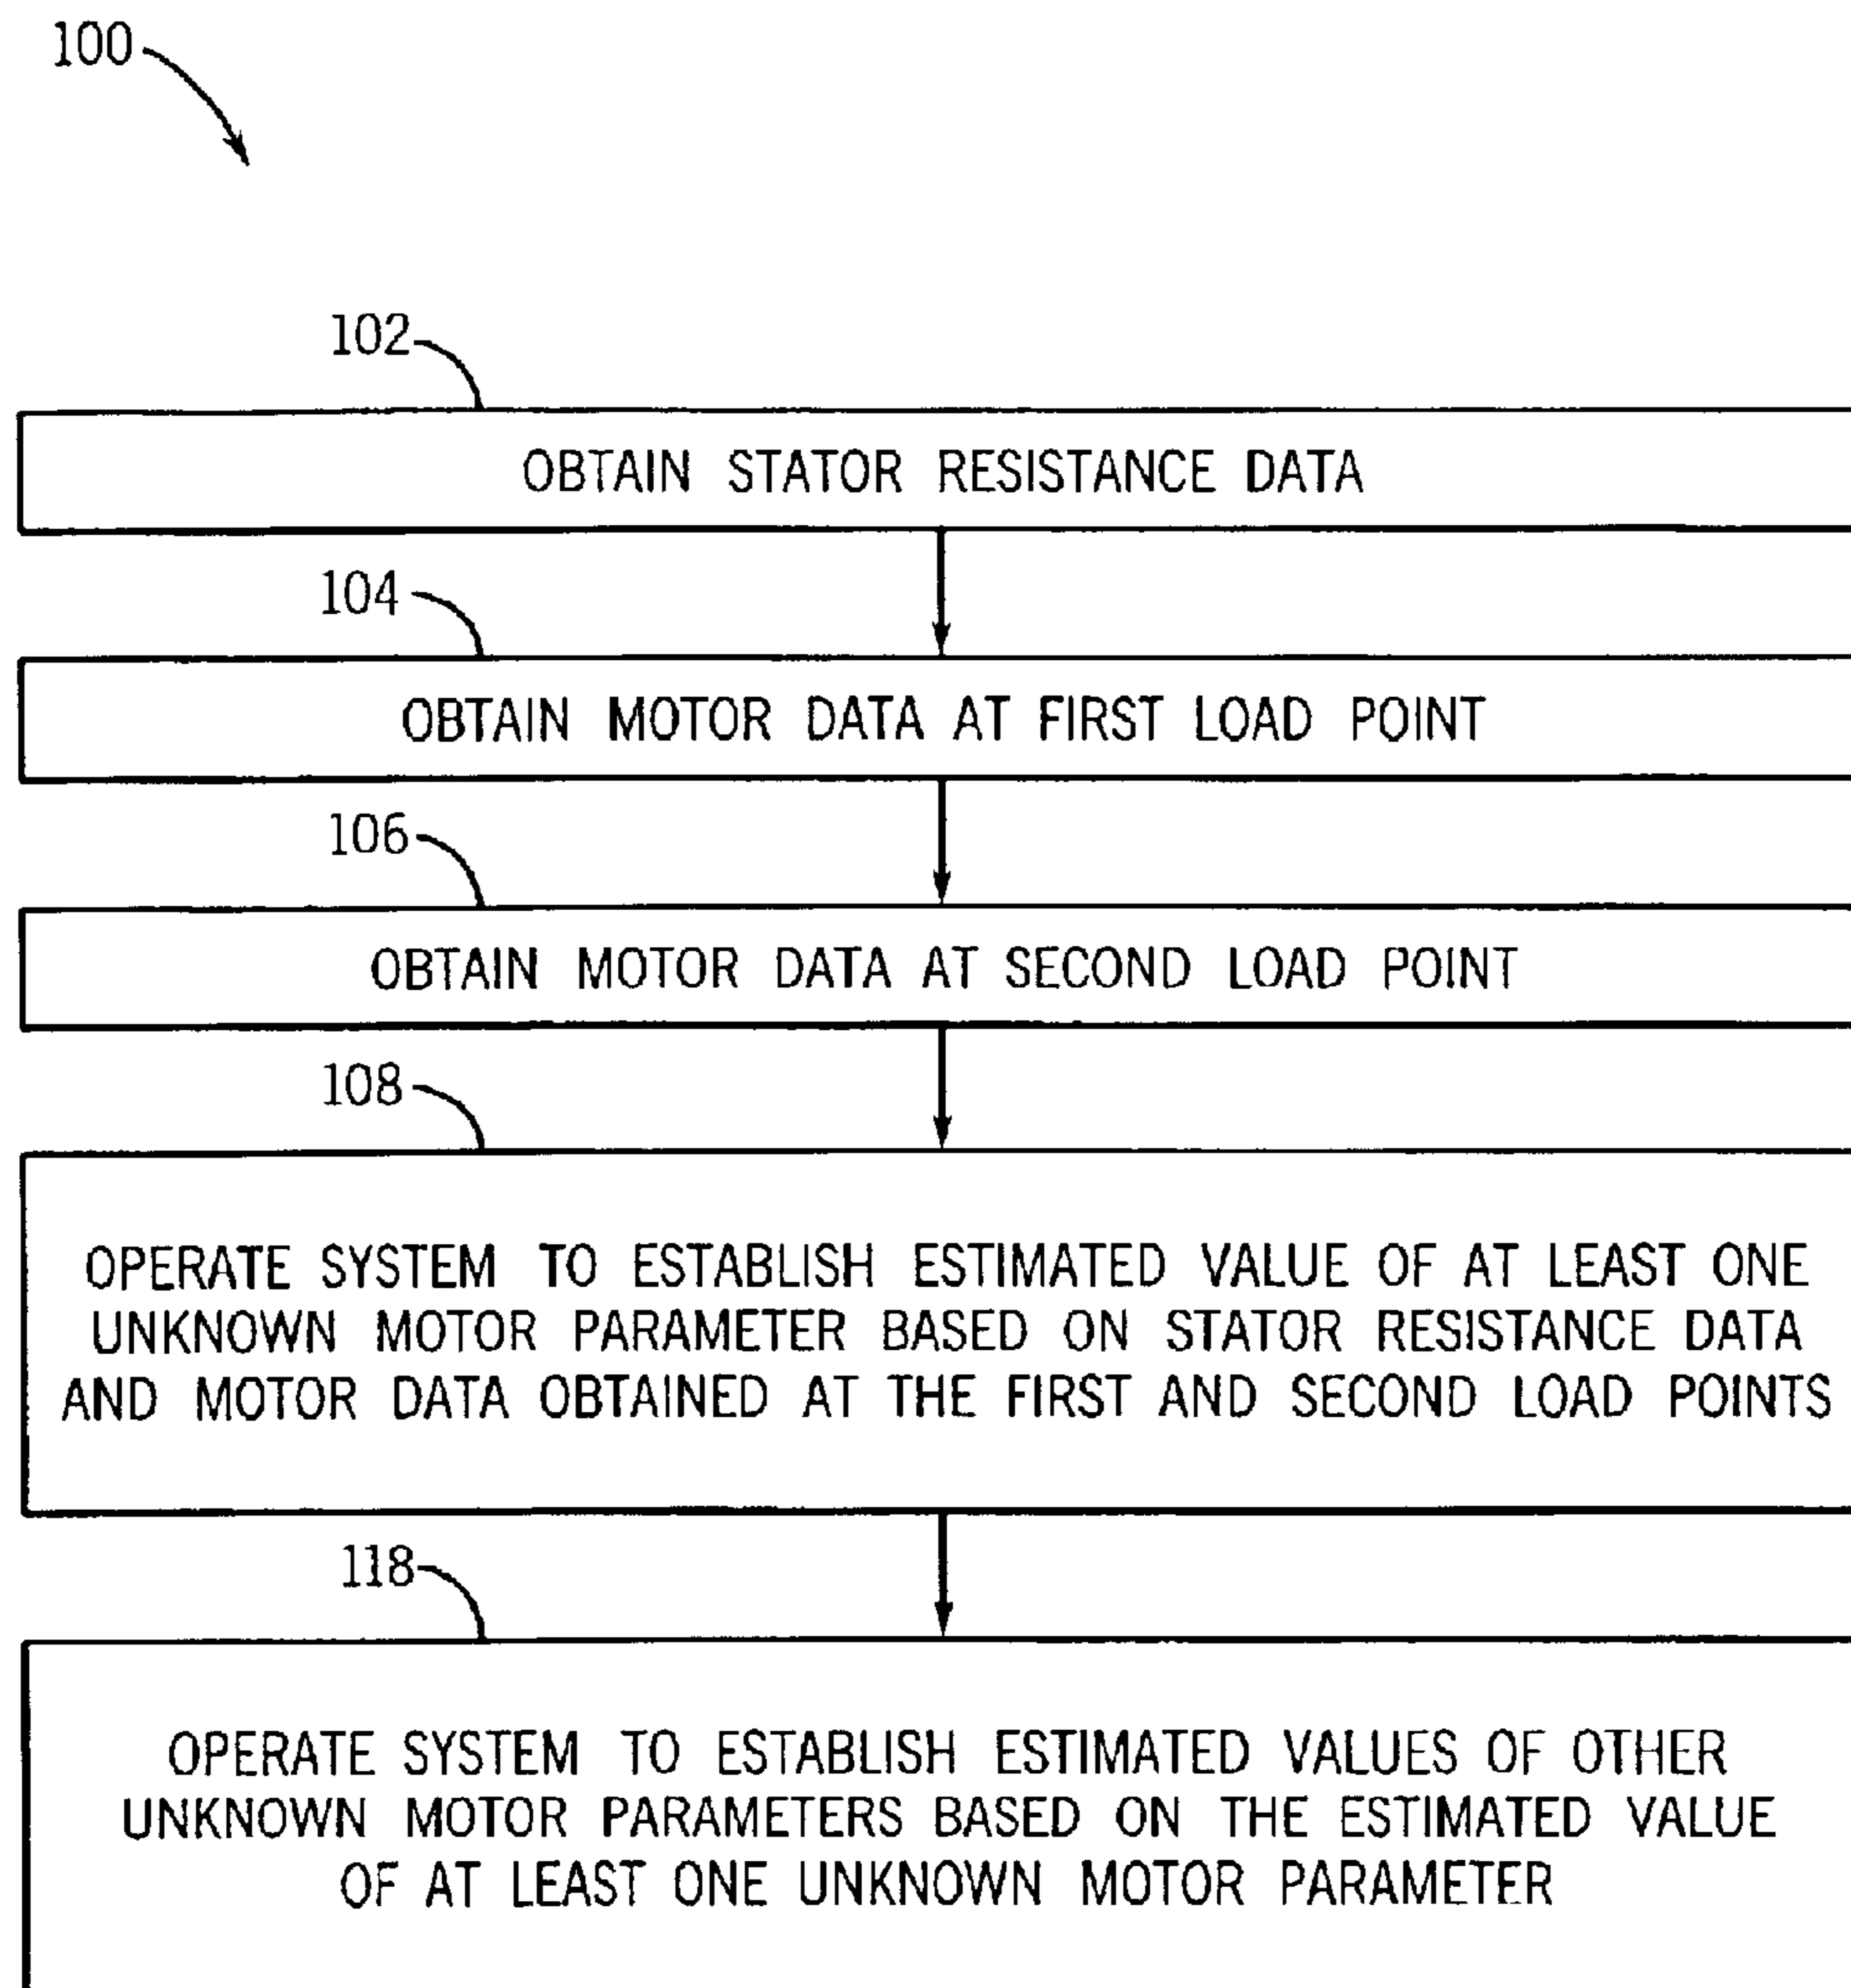 100
102
OBTAIN STATOR RESISTANCE DATA
104
OBTAIN MOTOR DATA AT FIRST LOAD POINT
106
OBTAIN MOTOR DATA AT SECOND LOAD POINT
108
OPERATE SYSTEM TO ESTABLISH ESTIMATED VALUE OF AT LEAST ONE
UNKNOWN MOTOR PARAMETER BASED ON STATOR RESISTANCE DATA
AND MOTOR DATA OBTAINED AT THE FIRST AND SECOND LOAD POINTS
118
OPERATE SYSTEM TO ESTABLISH ESTIMATED VALUES OF OTHER
UNKNOWN MOTOR PARAMETERS BASED ON THE ESTIMATED VALUE
OF AT LEAST ONE UNKNOWN MOTOR PARAMETER